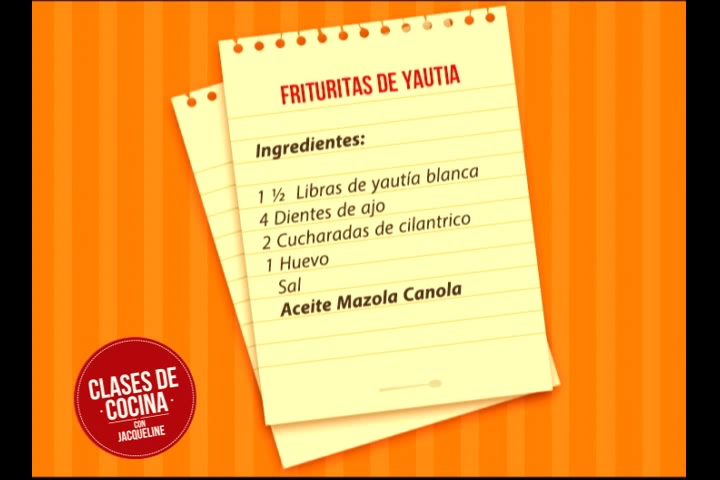 FRITURITAS DE YAUTIA
Ingredientes:
1 ½ Libras de yautía blanca
4 Dientes de ajo
2 Cucharadas de cilantrico
1 Huevo
Sal
Aceite Mazola Canola
CLASES DE
· COCINA ·
CON
JACQUELINE